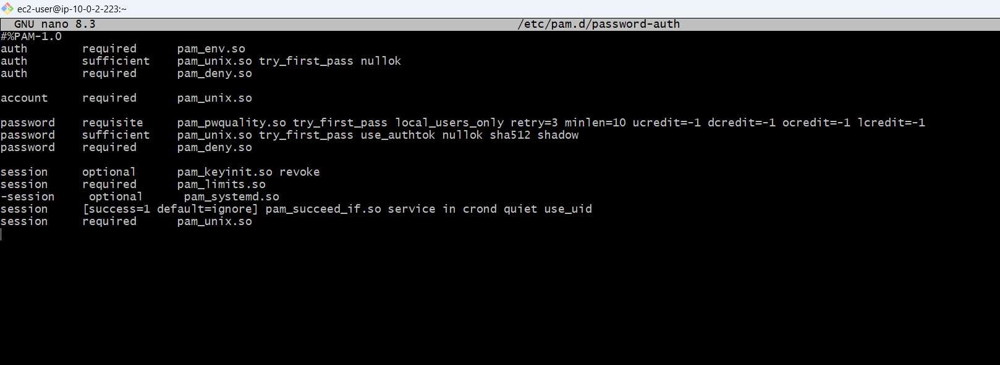 ec2-user@ip-10-0-2-223:~
GNU nano 8.3 /etc/pam.d/password-auth
#%PAM-1.0
auth required pam_env.so
auth sufficient pam_unix.so try_first_pass nullok
auth required pam_deny.so
account required pam_unix.so
password requisite pam_pwquality.so try_first_pass local_users_only retry=3 minlen=10 ucredit=-1 dcredit=-1 ocredit=-1 lcredit=-1
password sufficient pam_unix.so try_first_pass use_authtok nullok sha512 shadow
password required pam_deny.so
session optional pam_keyinit.so revoke
session required pam_limits.so
-session optional pam_systemd.so
session [success=1 default=ignore] pam_succeed_if.so service in crond quiet use_uid
session required pam_unix.so